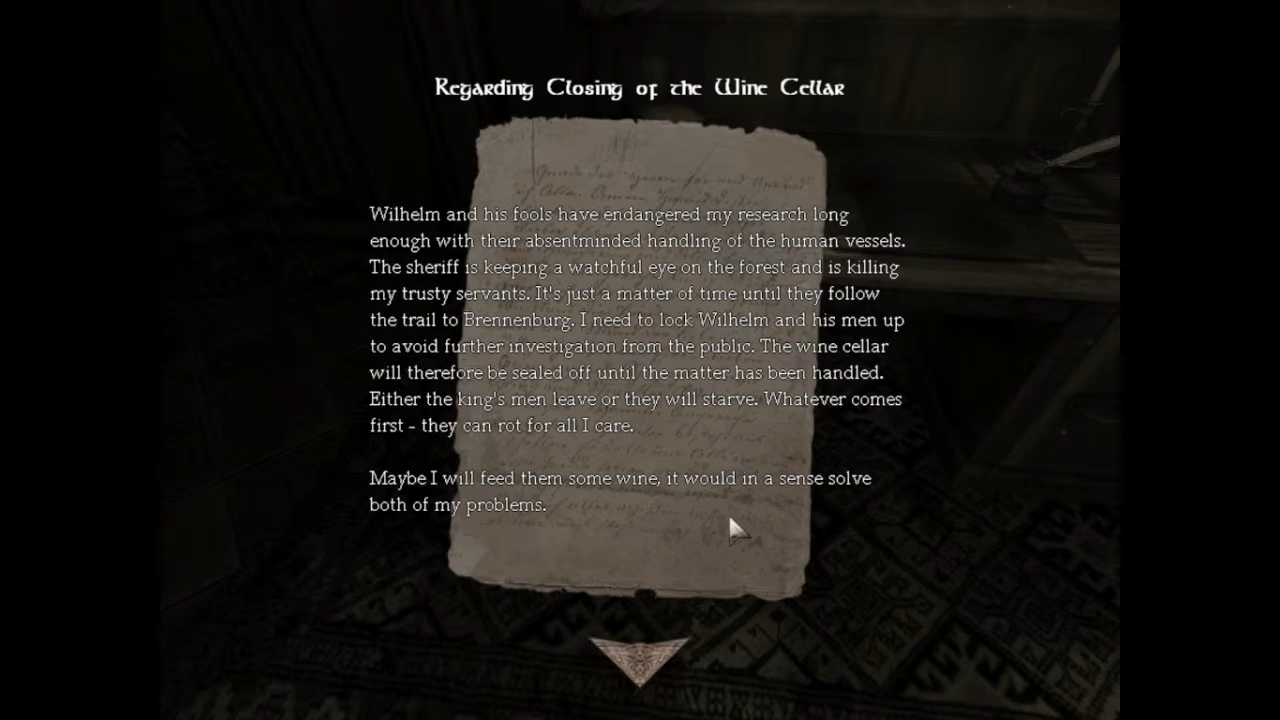 Regarding Closing of the Wine Cellar
Wilhelm and his fools have endangered my research long
enough with their absentminded handling of the human vessels.
The sheriff is keeping a watchful eye on the forest and is killing
my trusty servants. It's just a matter of time until they follow
the trail to Brennenburg. I need to lock Wilhelm and his men up
to avoid further investigation from the public. The wine cellar
will therefore be sealed off until the matter has been handled.
Either the king's men leave or they will starve. Whatever comes
first - they can rot for all I care.
Maybe I will feed them some wine, it would in a sense solve
both of my problems.